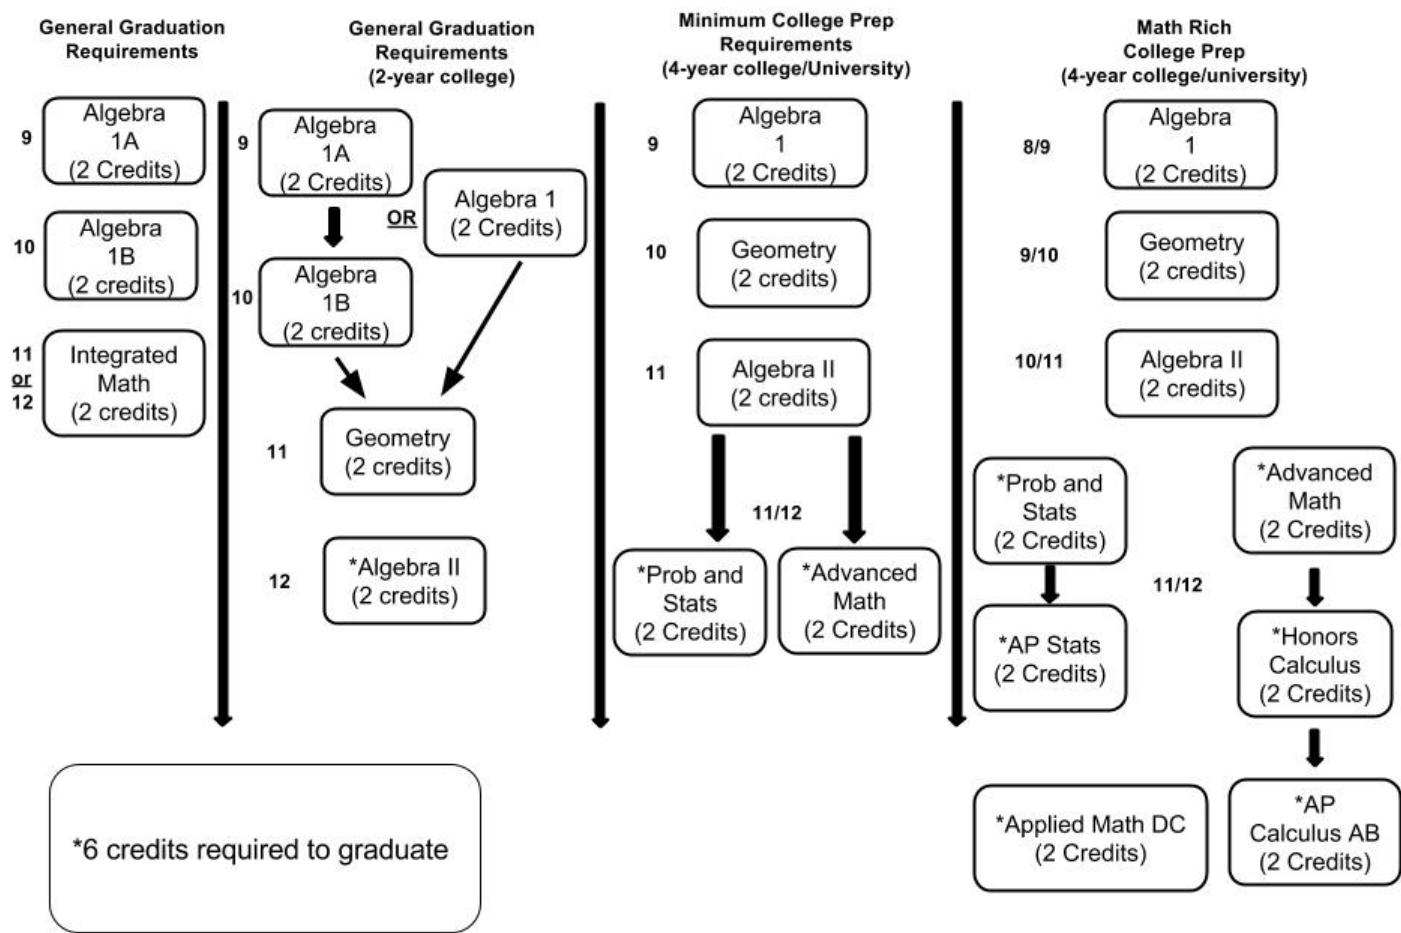 General Graduation
Requirements
9
Algebra
1A
(2 Credits)
10
Algebra
1B
(2 credits)
11
or
12
Integrated
Math
(2 credits)
General Graduation
Requirements
(2-year college)
9
Algebra
1A
(2 Credits)
OR
Algebra 1
(2 Credits)
10
Algebra
1B
(2 credits)
11
Geometry
(2 credits)
12
*Algebra II
(2 credits)
Minimum College Prep
Requirements
(4-year college/University)
9
Algebra
1
(2 Credits)
10
Geometry
(2 credits)
11
Algebra II
(2 credits)
11/12
*Prob and
Stats
(2 Credits)
*Advanced
Math
(2 Credits)
Math Rich
College Prep
(4-year college/university)
8/9
Algebra
1
(2 Credits)
9/10
Geometry
(2 credits)
10/11
Algebra II
(2 credits)
*Prob and
Stats
(2 Credits)
*Advanced
Math
(2 Credits)
11/12
*AP Stats
(2 Credits)
*Honors
Calculus
(2 Credits)
*Applied Math DC
(2 Credits)
*AP
Calculus AB
(2 Credits)
*6 credits required to graduate